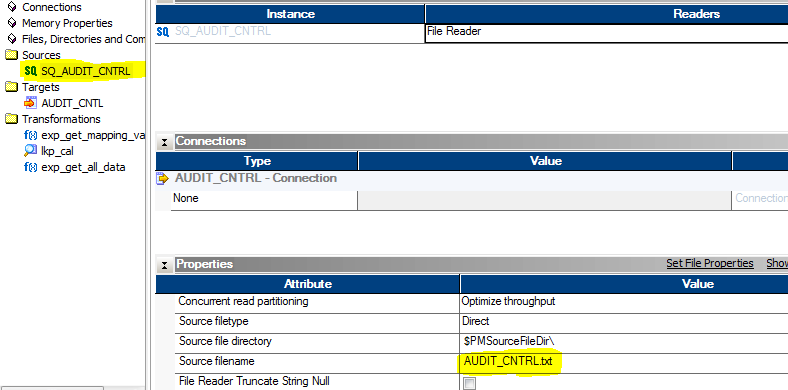 Connections
Memory Properties
Files, Directories and Com
Sources
SQ SQ_AUDIT_CNTRL
Targets
AUDIT_CNTL
Transformations
f(x) exp_get_mapping_va
lkp_cal
f(x) exp_get_all_data
Instance Readers
SQ SQ_AUDIT_CNTRL File Reader
Connections
Type Value
AUDIT_CNTRL - Connection
None Connection
Properties Set File Properties Show
Attribute Value
Concurrent read partitioning Optimize throughput
Source filetype Direct
Source file directory $PMSourceFileDir\
Source filename AUDIT_CNTRL.txt
File Reader Truncate String Null